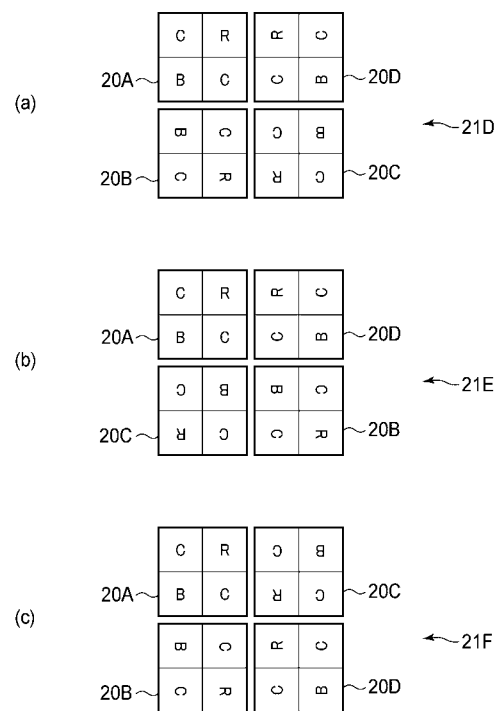 C R R C
20A B C C B 20D
(a) 21D
B C C B
20B C R R C 20C
C R R C
20A B C C B 20D
(b) 21E
C B B C
20C R C C R 20B
C R C B
20A B C R C 20C
(c) 21F
B C R C
20B C R C B 20D